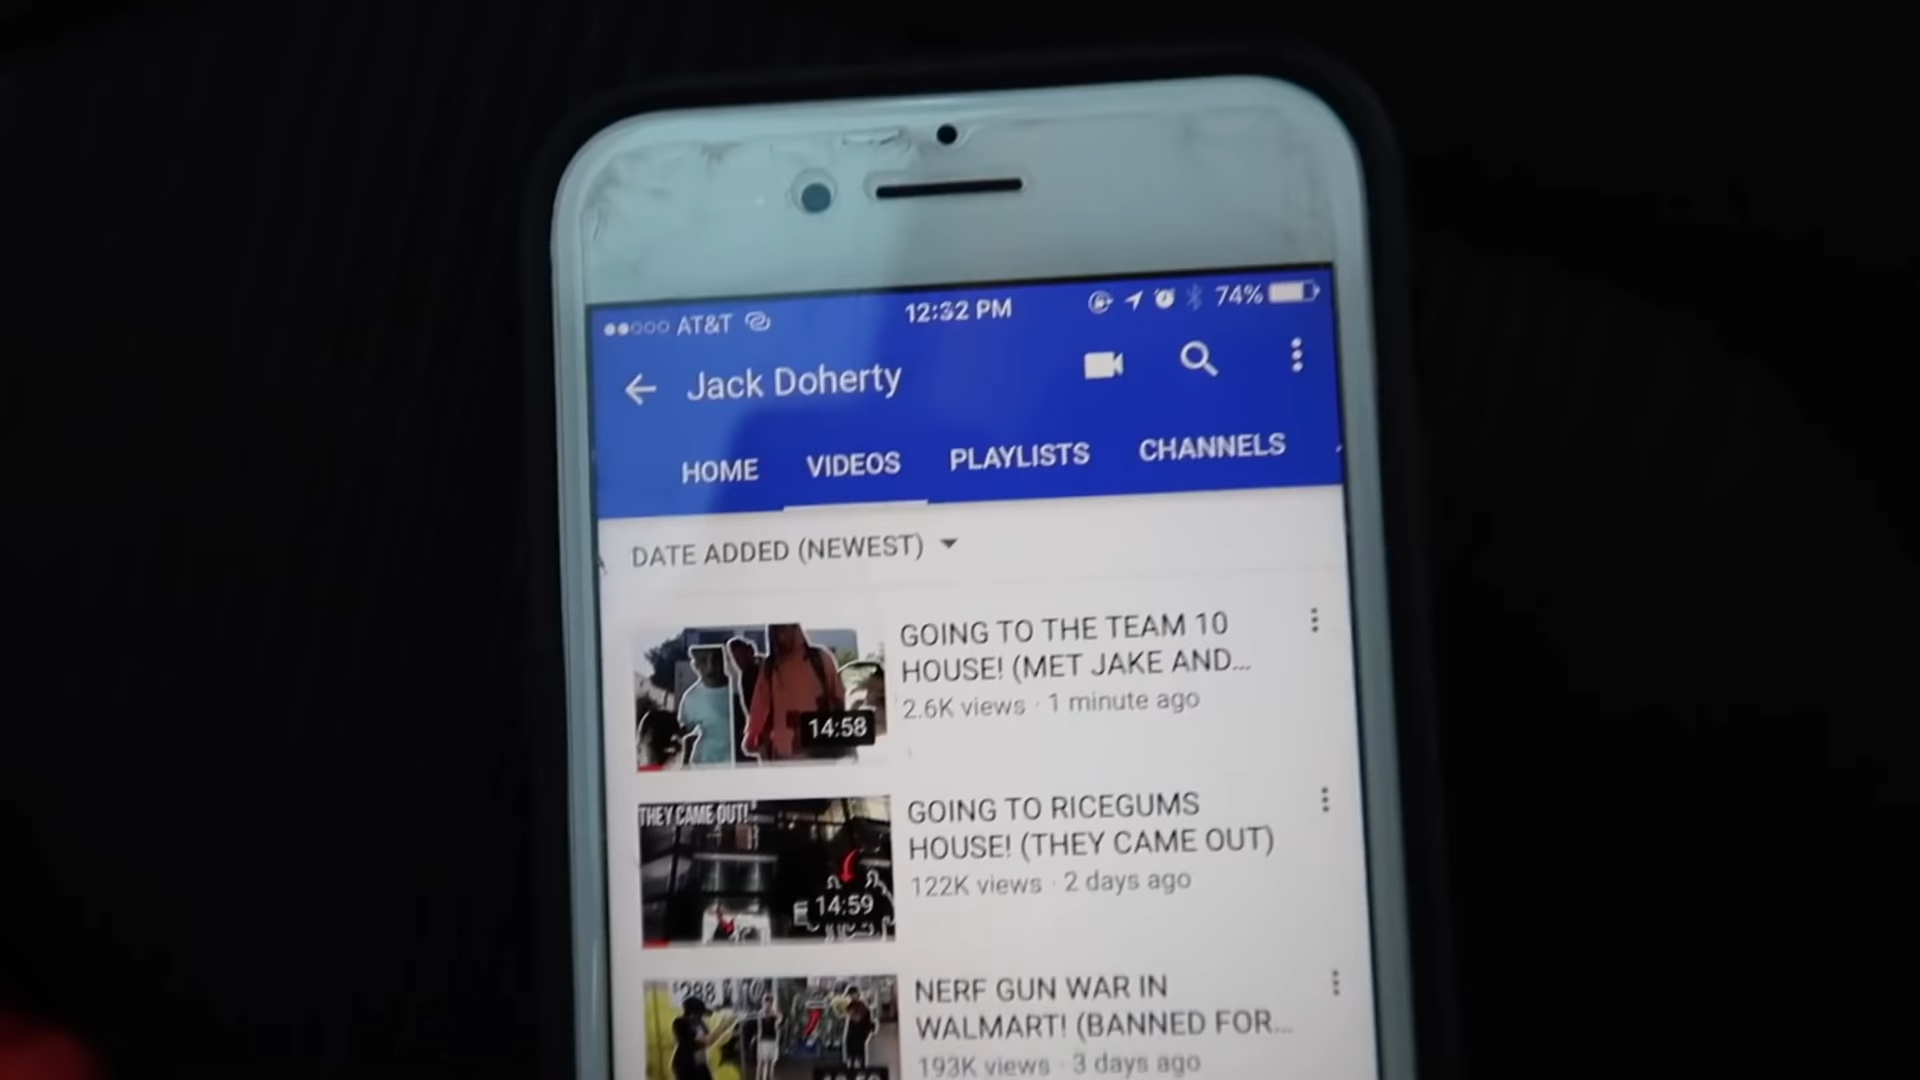 AT&T 12:32 PM 74%
Jack Doherty
HOME VIDEOS PLAYLISTS CHANNELS
DATE ADDED (NEWEST)
GOING TO THE TEAM 10
HOUSE! (MET JAKE AND...
2.6K views · 1 minute ago
14:58
THEY CAME OUT!
GOING TO RICEGUMS
HOUSE! (THEY CAME OUT)
122K views · 2 days ago
14:59
NERF GUN WAR IN
WALMART! (BANNED FOR...
193K views · 3 days ago